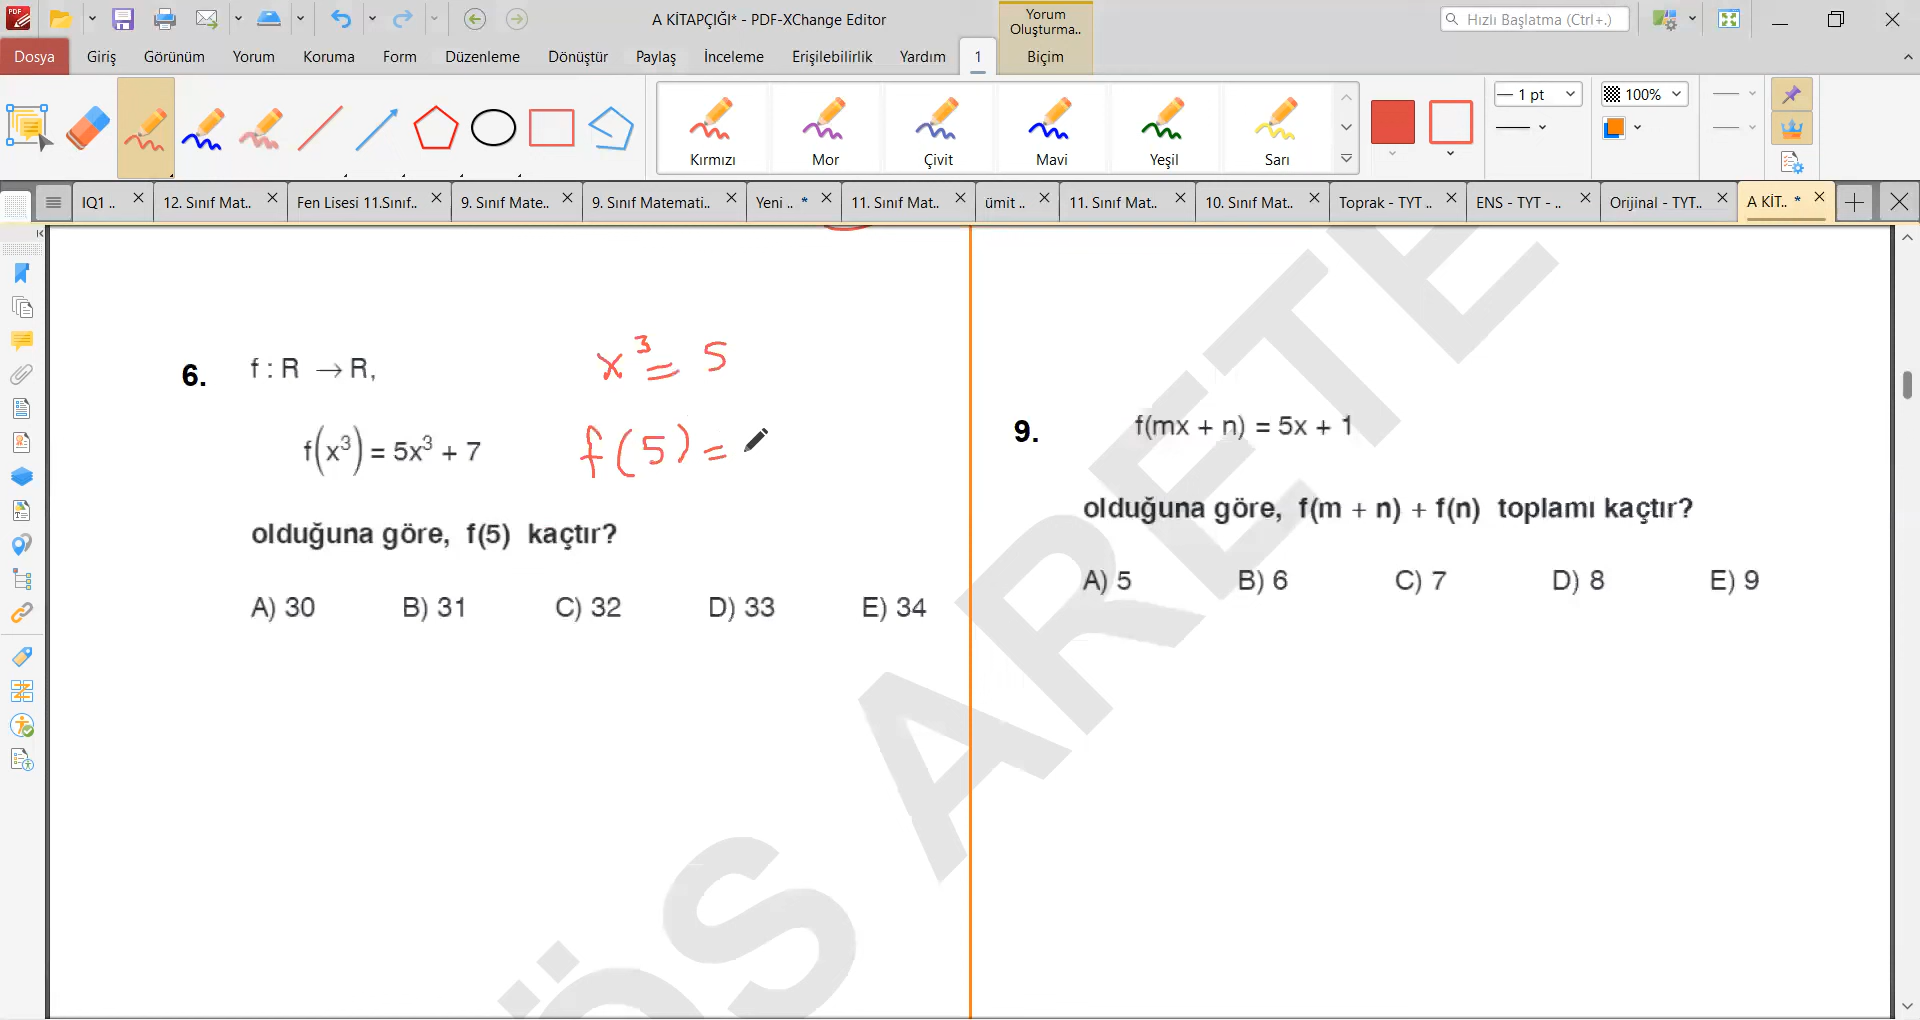 A KİTAPÇIĞI* - PDF-XChange Editor
Yorum
Oluşturma..
Hızlı Başlatma (Ctrl+.)
Dosya Giriş Görünüm Yorum Koruma Form Düzenleme Dönüştür Paylaş İnceleme Erişilebilirlik Yardım 1 Biçim
1 pt 100%
Kırmızı Mor Çivit Mavi Yeşil Sarı
IQ1 .. 12. Sınıf Mat.. Fen Lisesi 11.Sınıf.. 9. Sınıf Mate.. 9. Sınıf Matemati.. Yeni .. * 11. Sınıf Mat.. ümit .. 11. Sınıf Mat.. 10. Sınıf Mat.. Toprak - TYT .. ENS - TYT - .. Orijinal - TYT.. A KİT.. *
6. f : R → R,
x³ = 5
f(x³) = 5x³ + 7
f(5) =
olduğuna göre, f(5) kaçtır?
A) 30 B) 31 C) 32 D) 33 E) 34
9. f(mx + n) = 5x + 1
olduğuna göre, f(m + n) + f(n) toplamı kaçtır?
A) 5 B) 6 C) 7 D) 8 E) 9
ÖS ARETE